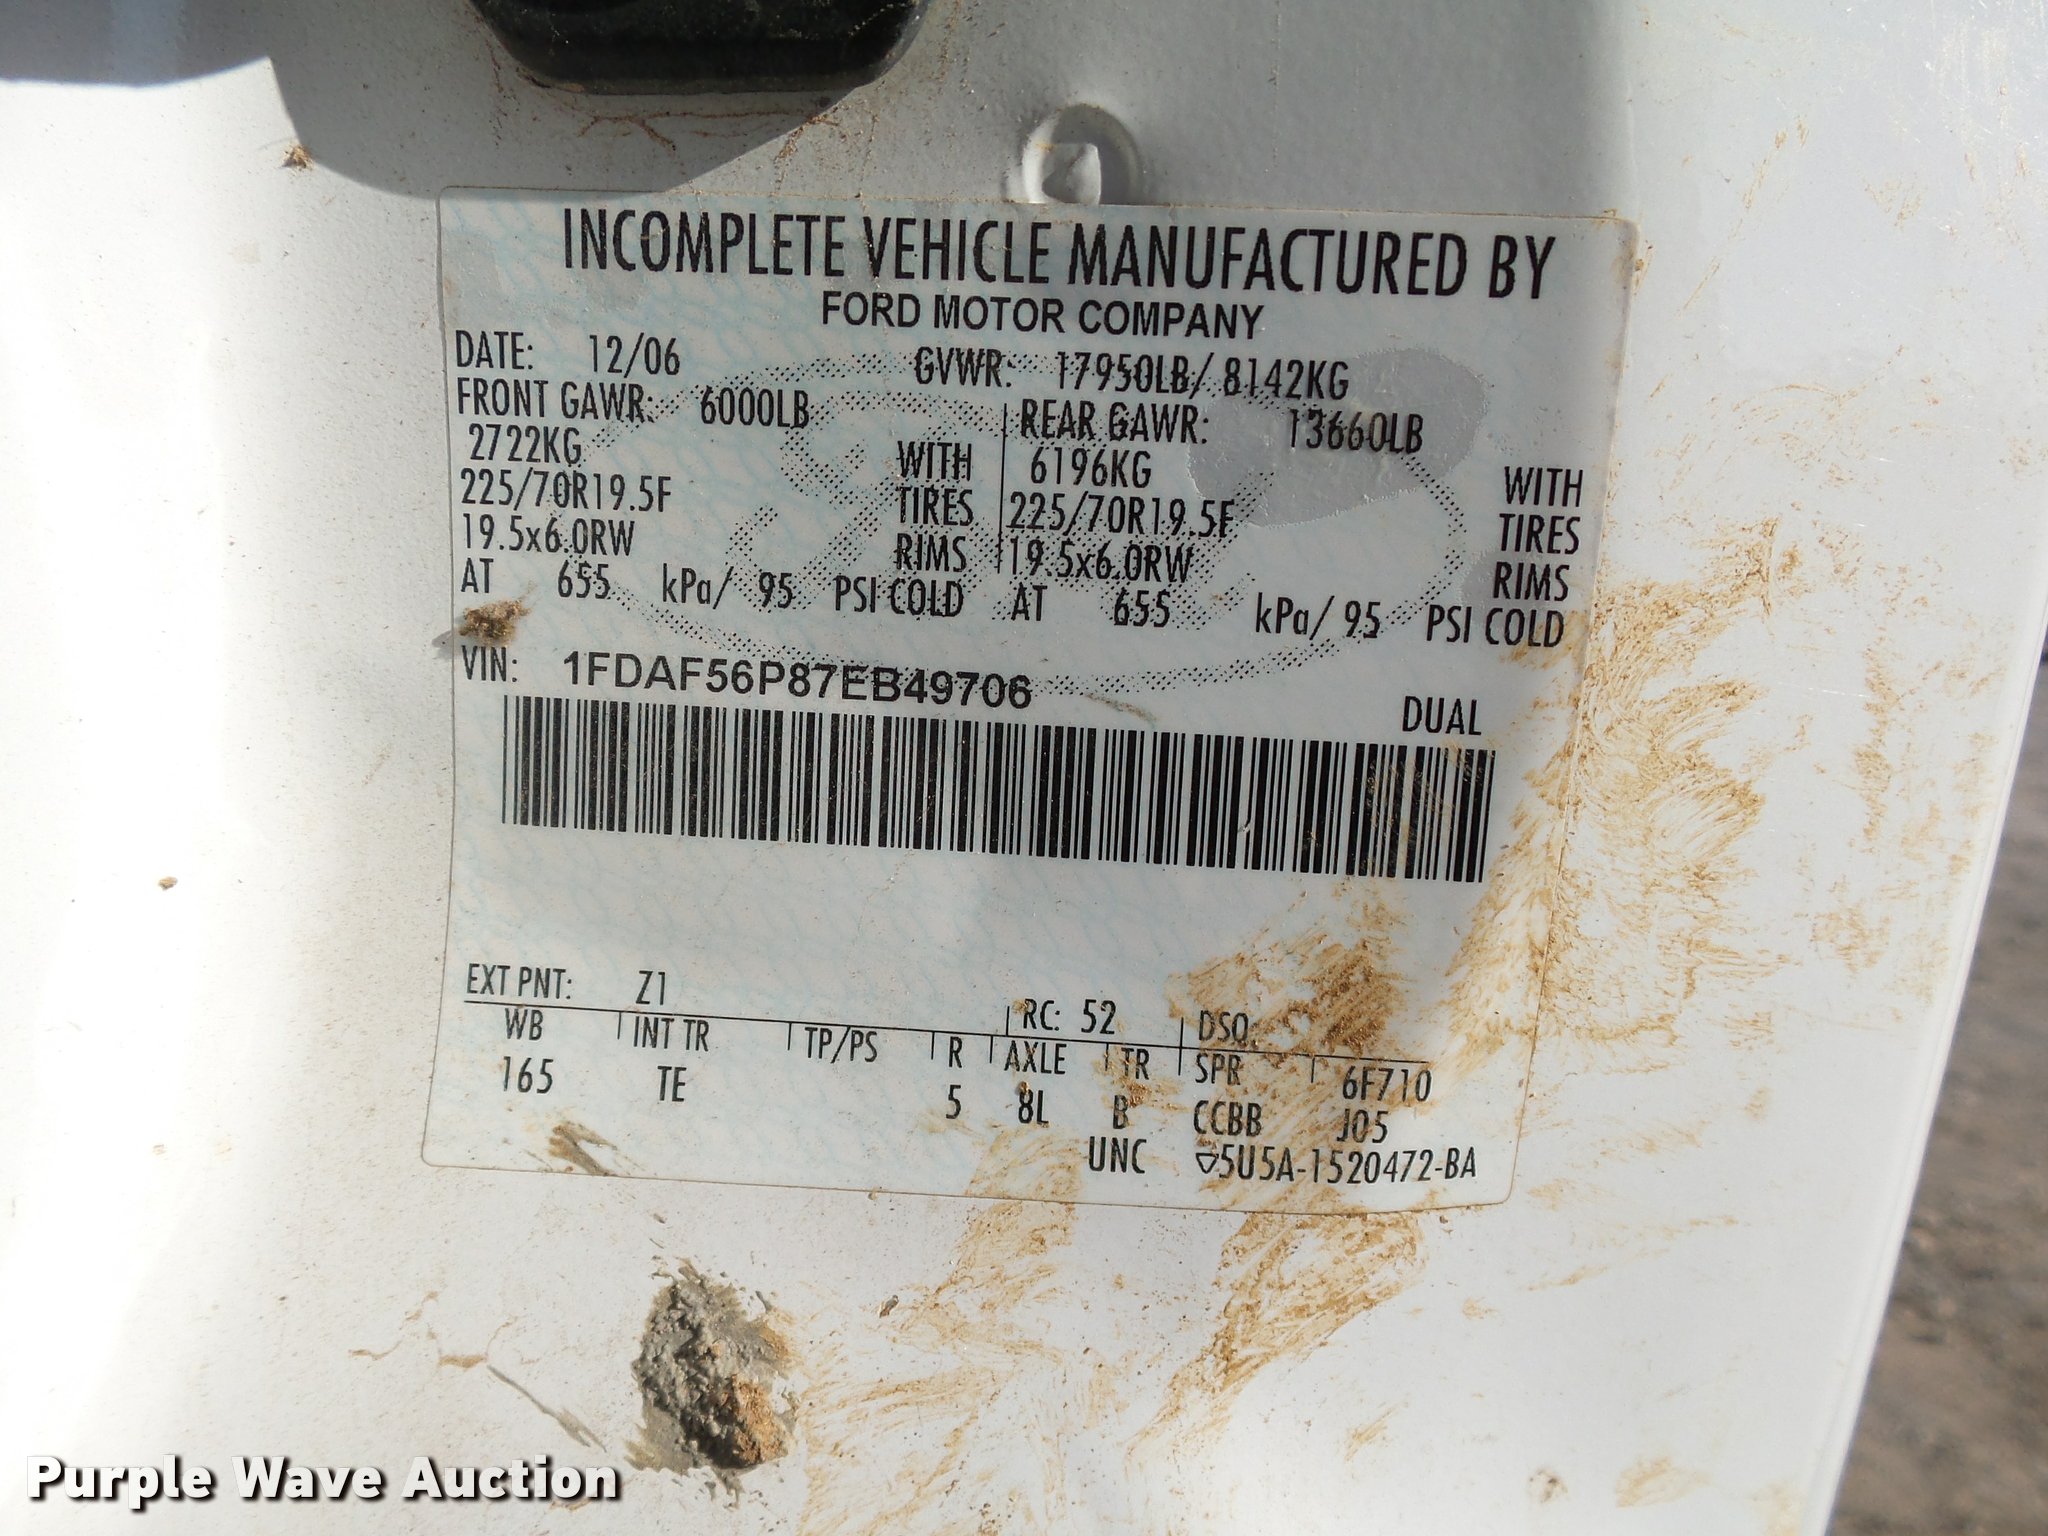 INCOMPLETE VEHICLE MANUFACTURED BY
FORD MOTOR COMPANY
DATE: 12/06 GVWR: 17950LB/ 8142KG
FRONT GAWR: 6000LB REAR GAWR: 13660LB
2722KG WITH 6196KG WITH
225/70R19.5F TIRES 225/70R19.5F TIRES
19.5x6.0RW RIMS 19.5x6.0RW RIMS
AT 655 kPa/ 95 PSI COLD AT 655 kPa/ 95 PSI COLD
VIN: 1FDAF56P87EB49706
DUAL
EXT PNT: Z1 RC: 52 DSO:
WB INT TR TP/PS R AXLE TR SPR 6F710
165 TE 5 8L B CCBB J05
UNC 5U5A-1520472-BA
Purple Wave Auction